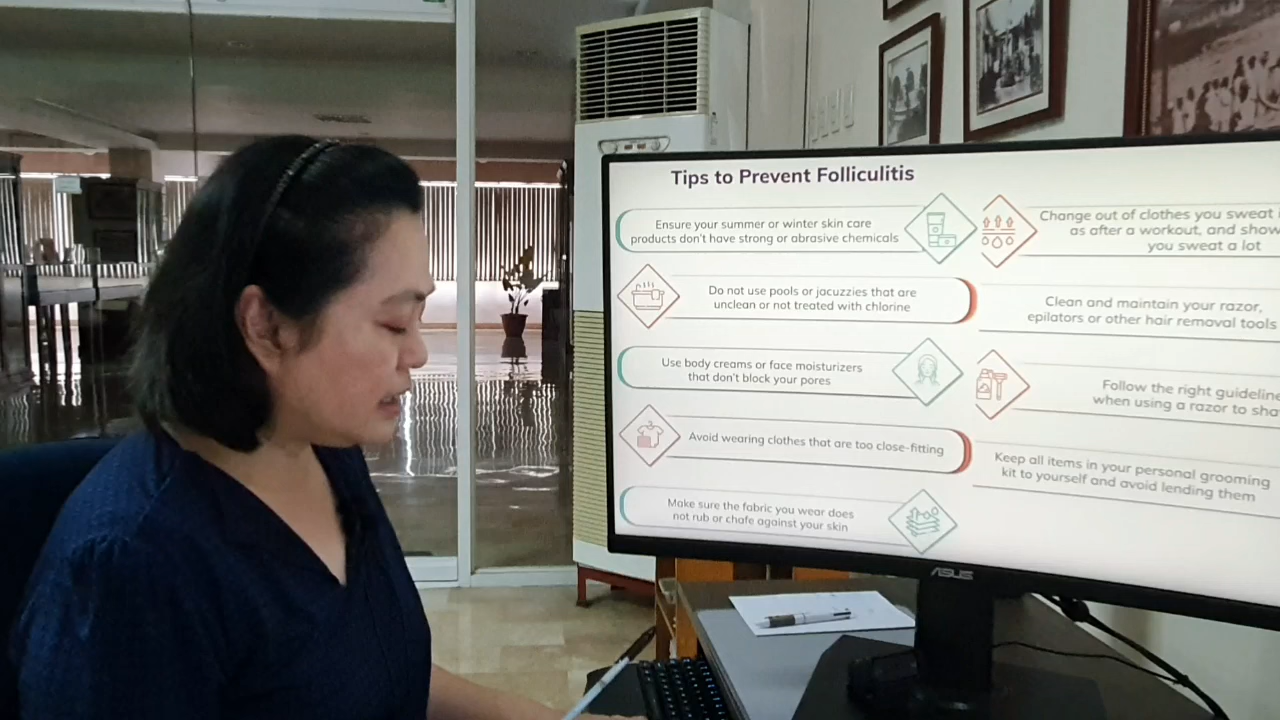 Tips to Prevent Folliculitis
Ensure your summer or winter skin care
products don't have strong or abrasive chemicals
Do not use pools or jacuzzies that are
unclean or not treated with chlorine
Use body creams or face moisturizers
that don't block your pores
Avoid wearing clothes that are too close-fitting
Make sure the fabric you wear does
not rub or chafe against your skin
Change out of clothes you sweat
as after a workout, and show
you sweat a lot
Clean and maintain your razor,
epilators or other hair removal tools
Follow the right guideline
when using a razor to sha
Keep all items in your personal grooming
kit to yourself and avoid lending them
ASUS